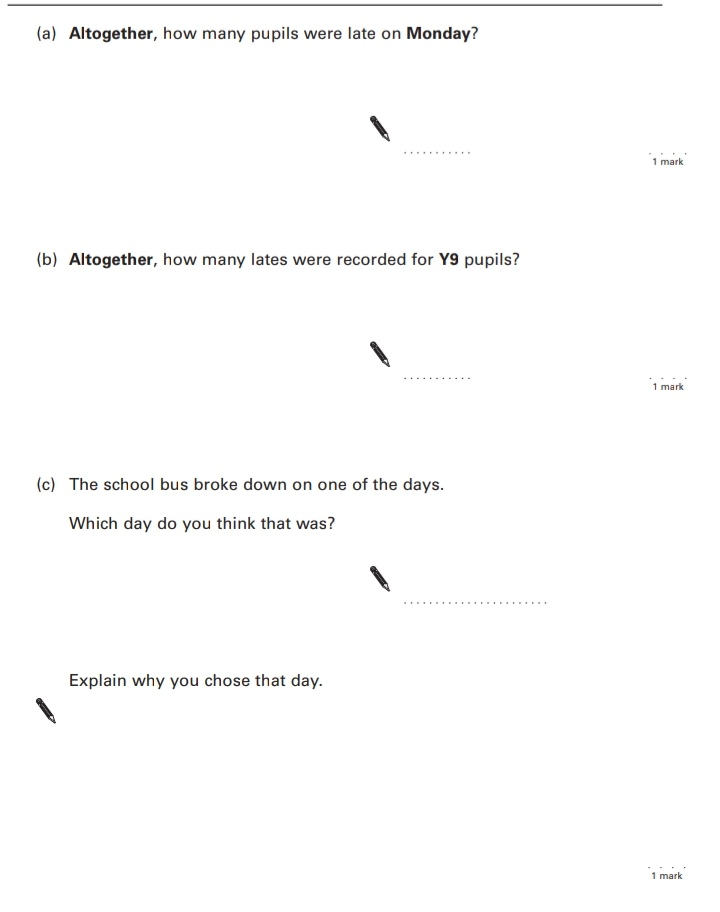 (a) Altogether, how many pupils were late on Monday?
1 mark
(b) Altogether, how many lates were recorded for Y9 pupils?
1 mark
(c) The school bus broke down on one of the days.
Which day do you think that was?
Explain why you chose that day.
1 mark